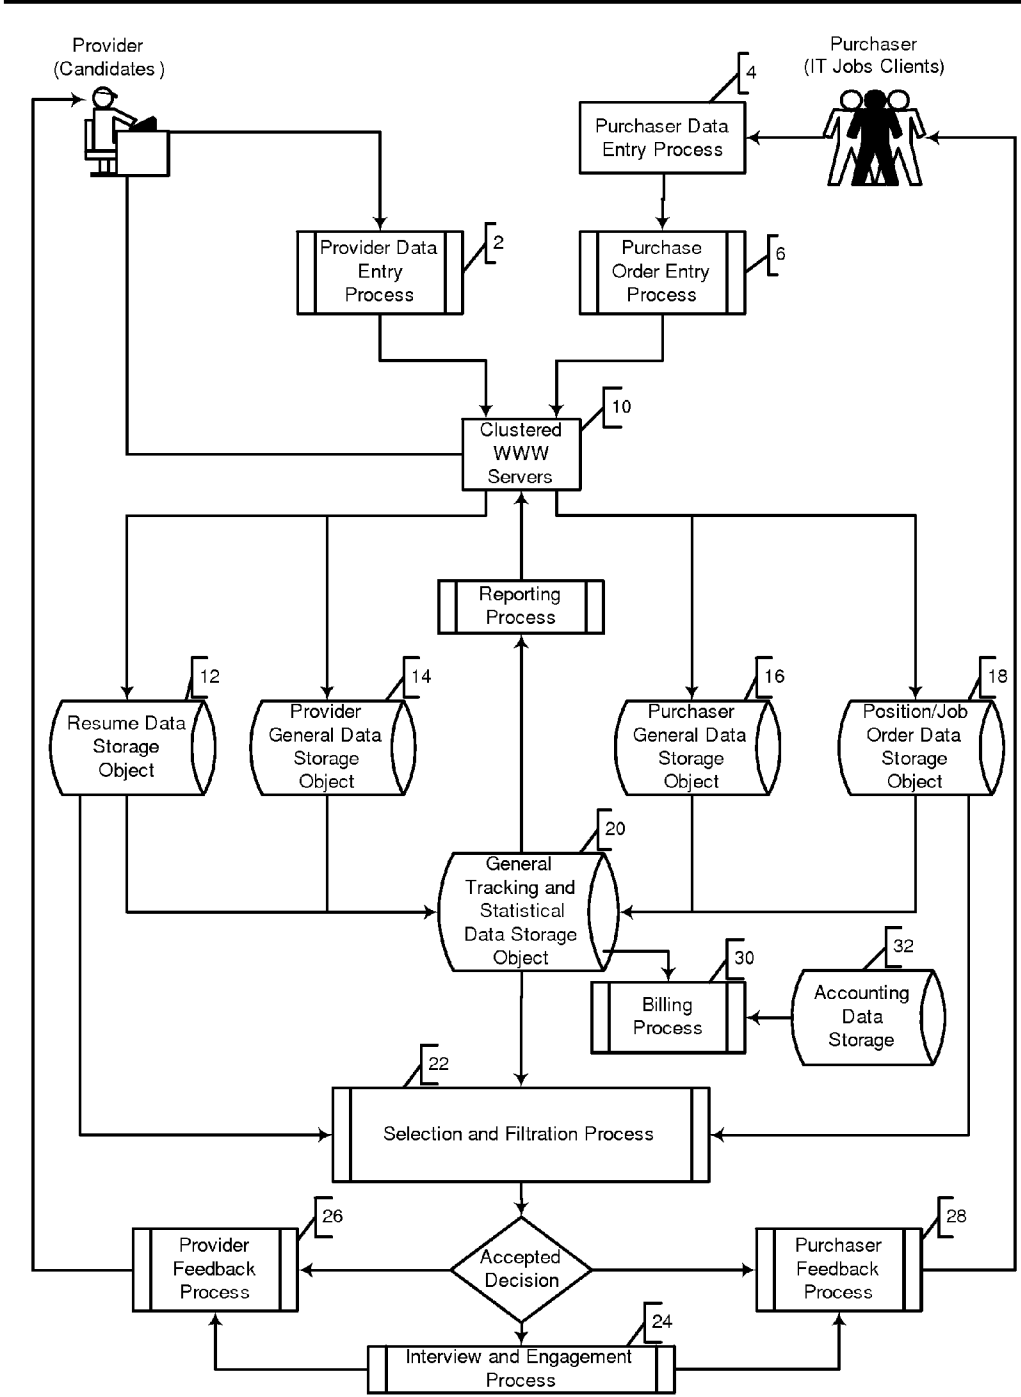 Provider
(Candidates)
Purchaser
(IT Jobs Clients)
4
Purchaser Data
Entry Process
Provider Data
Entry
Process
2
Purchase
Order Entry
Process
6
10
Clustered
WWW
Servers
Reporting
Process
12
Resume Data
Storage
Object
14
Provider
General Data
Storage
Object
16
Purchaser
General Data
Storage
Object
18
Position/Job
Order Data
Storage
Object
20
General
Tracking and
Statistical
Data Storage
Object
30
Billing
Process
32
Accounting
Data
Storage
22
Selection and Filtration Process
26
Provider
Feedback
Process
Accepted
Decision
28
Purchaser
Feedback
Process
24
Interview and Engagement
Process